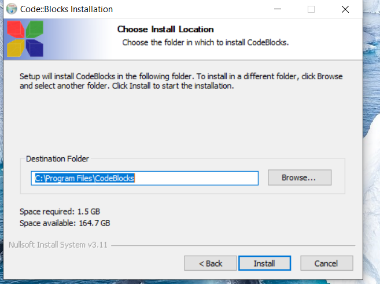 Code::Blocks Installation
Choose Install Location
Choose the folder in which to install CodeBlocks.
Setup will install CodeBlocks in the following folder. To install in a different folder, click Browse
and select another folder. Click Install to start the installation.
Destination Folder
C:\Program Files\CodeBlocks
Browse...
Space required: 1.5 GB
Space available: 164.7 GB
Nullsoft Install System v3.11
< Back
Install
Cancel